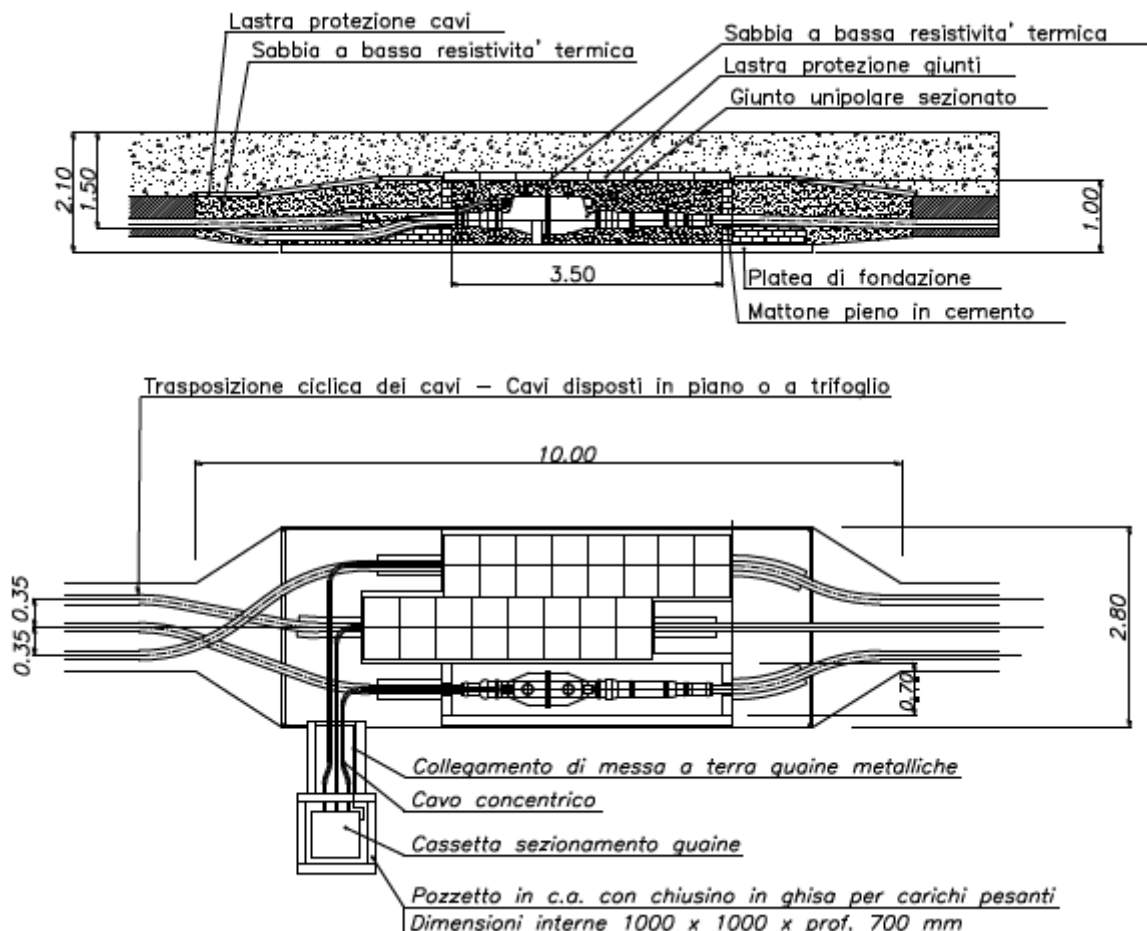 Lastra protezione cavi
Sabbia a bassa resistivita' termica
Sabbia a bassa resistivita' termica
Lastra protezione giunti
Giunto unipolare sezionato
2.10
1.50
1.00
3.50
Platea di fondazione
Mattone pieno in cemento
Trasposizione ciclica dei cavi – Cavi disposti in piano o a trifoglio
10.00
0.35
0.35
2.80
0.70
Collegamento di messa a terra guaine metalliche
Cavo concentrico
Cassetta sezionamento guaine
Pozzetto in c.a. con chiusino in ghisa per carichi pesanti
Dimensioni interne 1000 x 1000 x prof. 700 mm